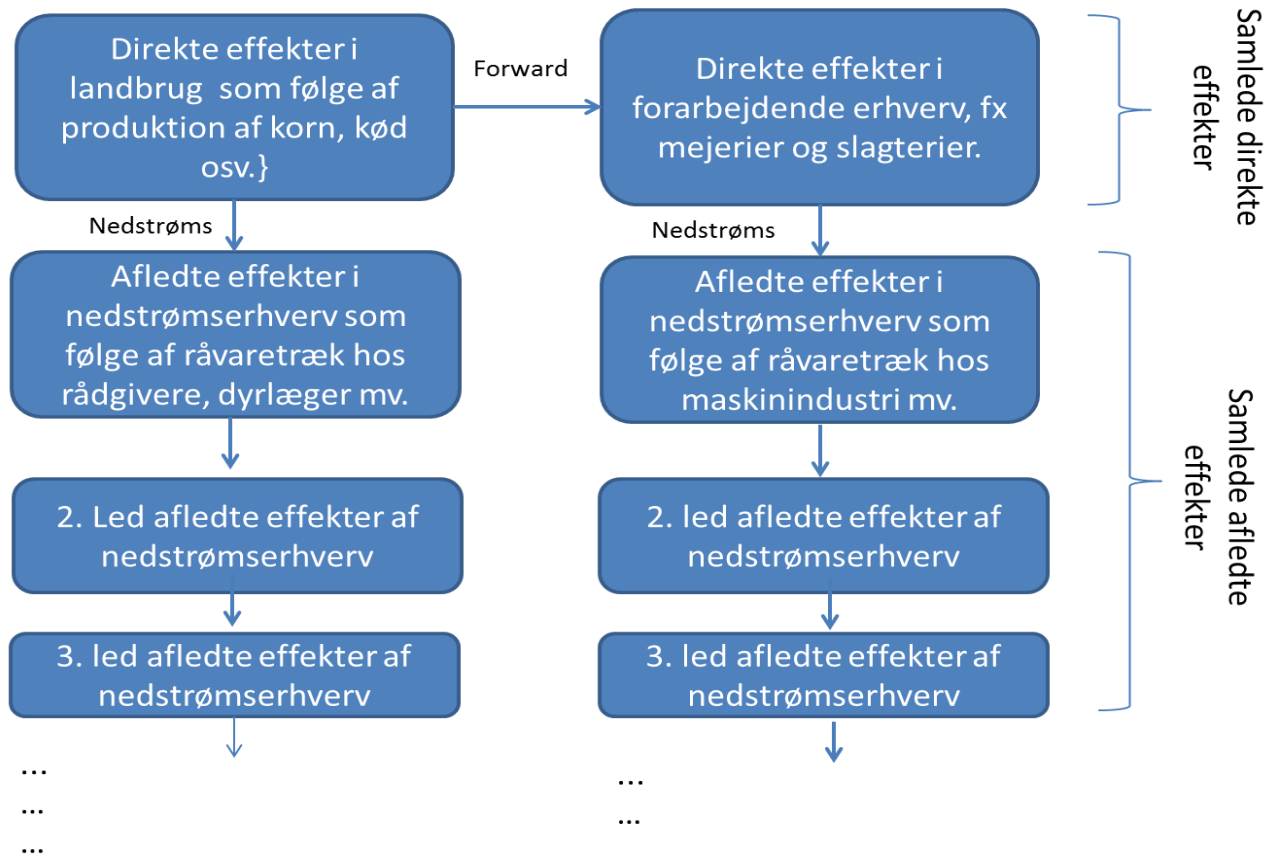 Direkte effekter i
landbrug som følge af
produktion af korn, kød
osv.}
Forward
Direkte effekter i
forarbejdende erhverv, fx
mejerier og slagterier.
Samlede direkte
effekter
Nedstrøms
Nedstrøms
Afledte effekter i
nedstrømserhverv som
følge af råvaretræk hos
rådgivere, dyrlæger mv.
Afledte effekter i
nedstrømserhverv som
følge af råvaretræk hos
maskinindustri mv.
Samlede afledte
effekter
2. Led afledte effekter af
nedstrømserhverv
2. led afledte effekter af
nedstrømserhverv
3. led afledte effekter af
nedstrømserhverv
3. led afledte effekter af
nedstrømserhverv
...
...
...
...
...